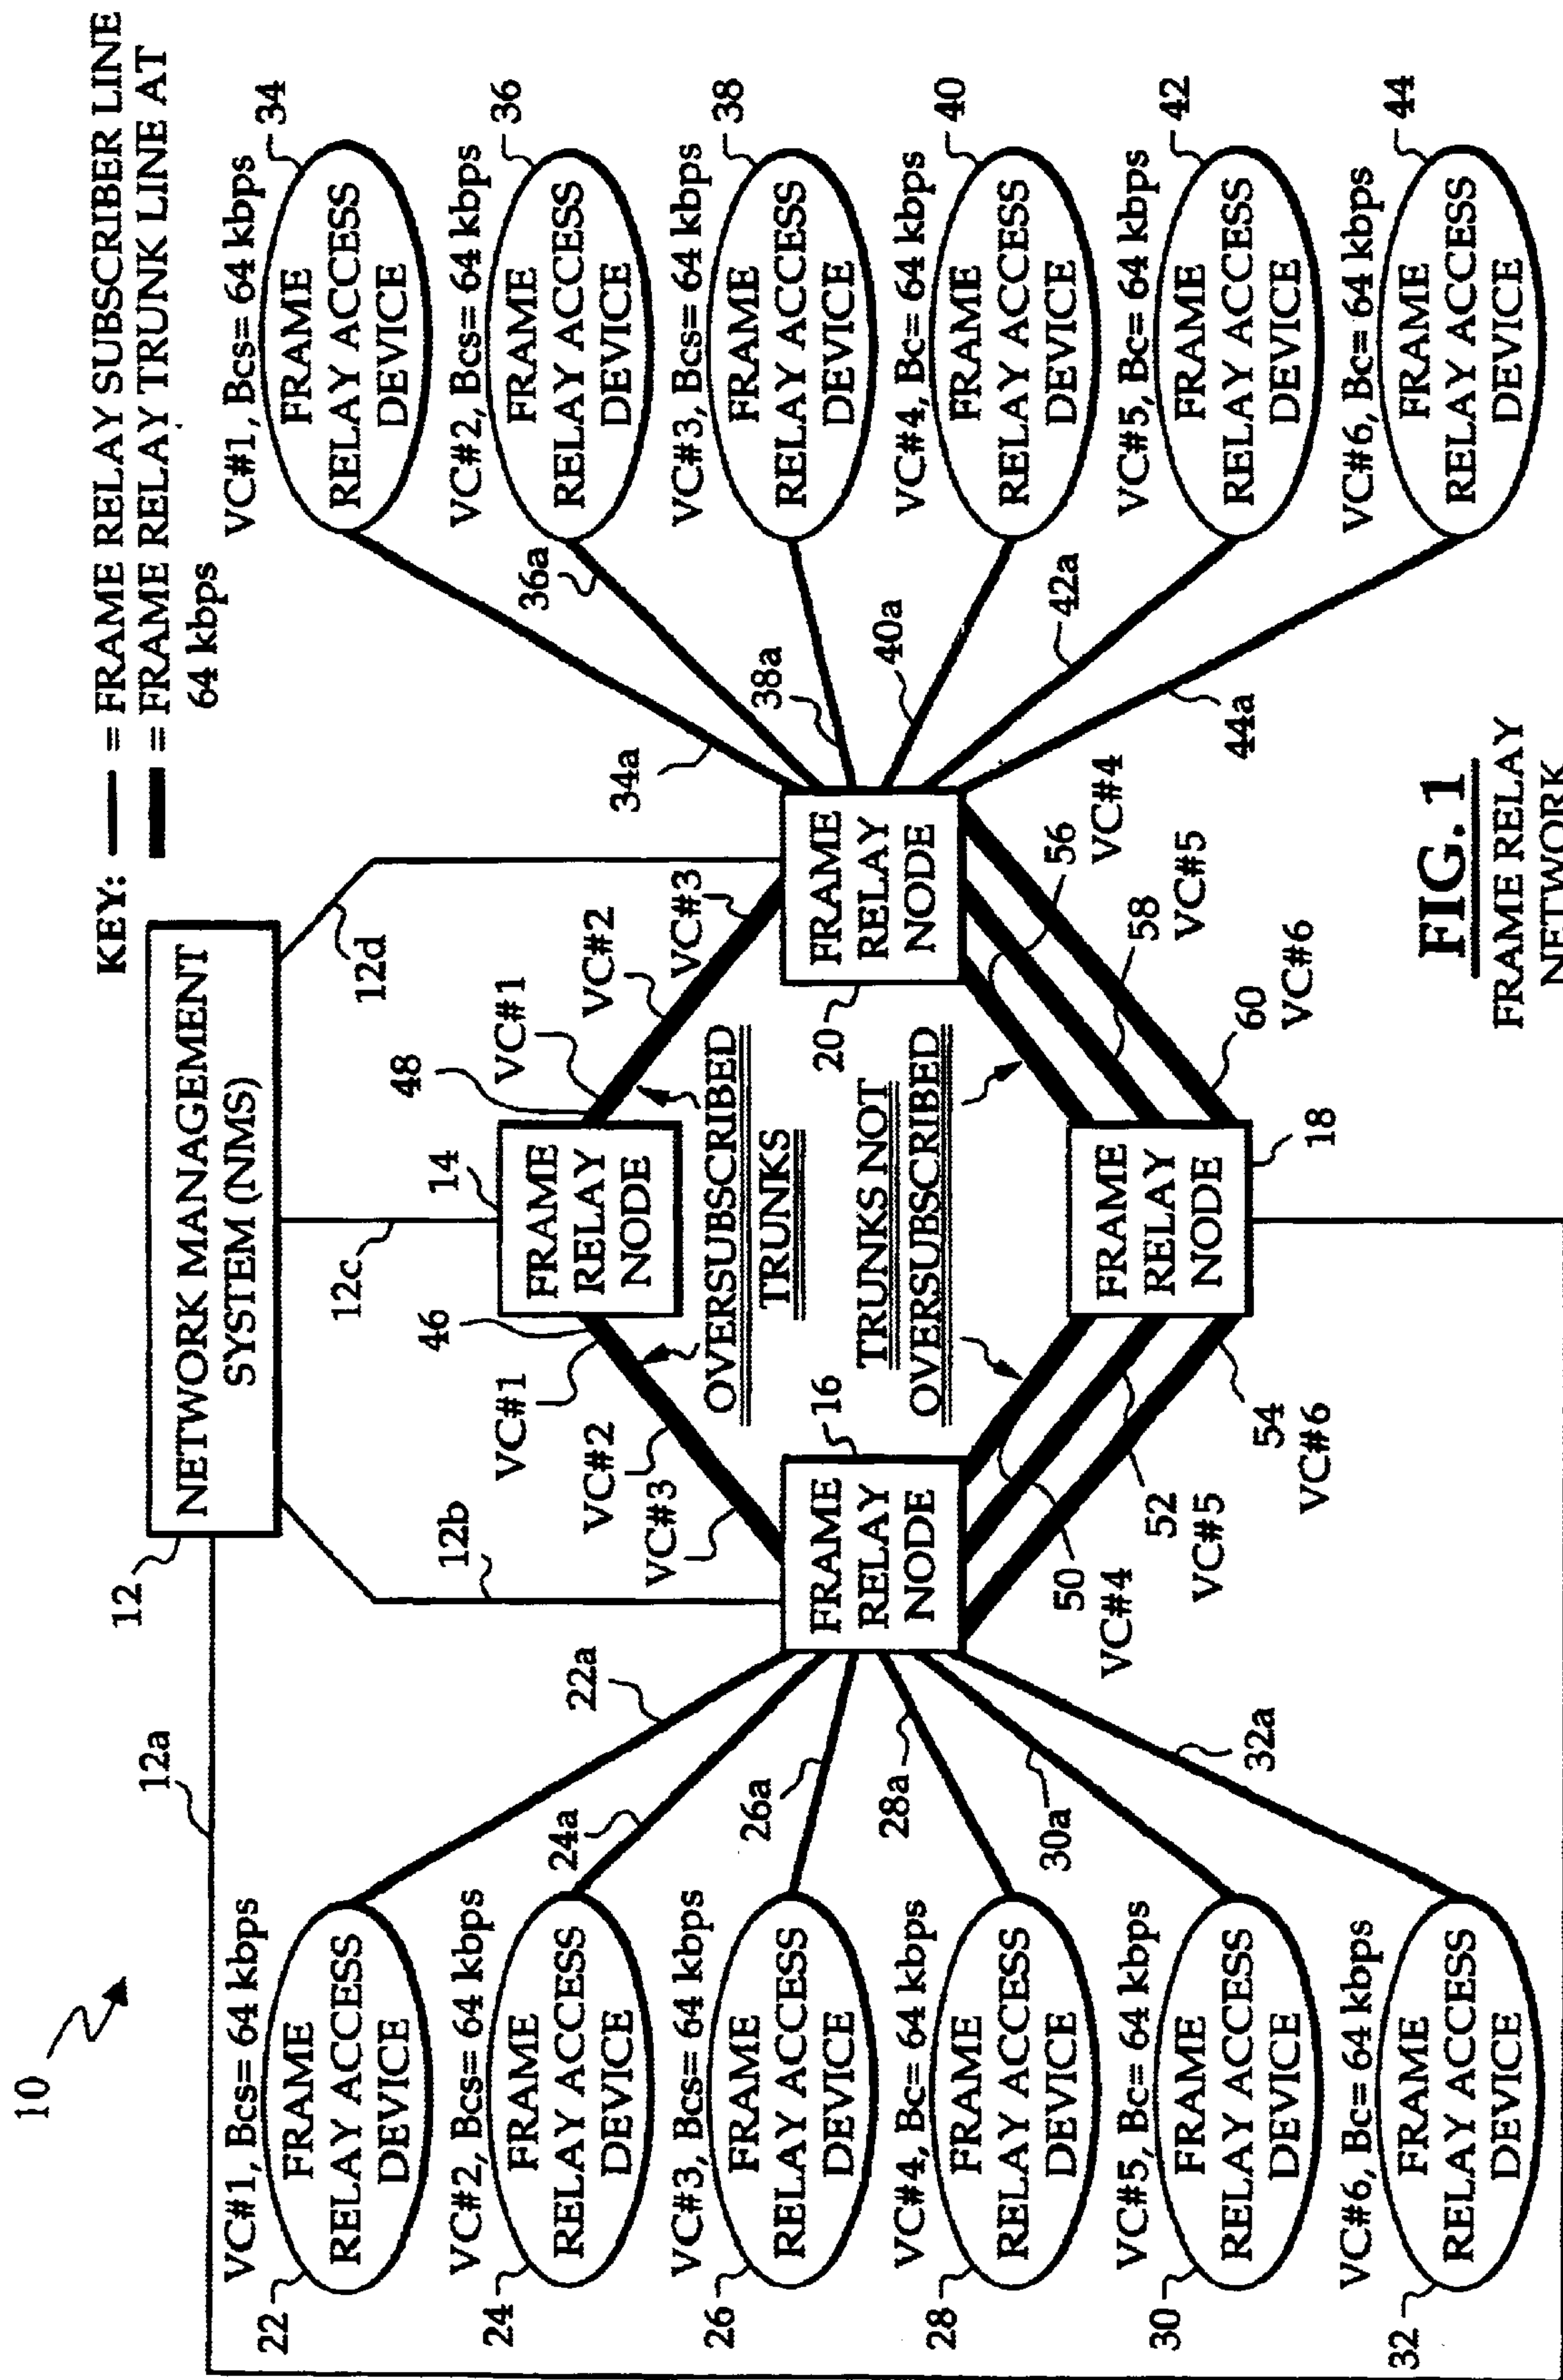 10
KEY: — = FRAME RELAY SUBSCRIBER LINE
= FRAME RELAY TRUNK LINE AT
64 kbps
12a
12
NETWORK MANAGEMENT
SYSTEM (NMS)
12b
12c
12d
VC#1, Bcs= 64 kbps
FRAME
RELAY ACCESS
DEVICE
22
22a
VC#2, Bcs= 64 kbps
FRAME
RELAY ACCESS
DEVICE
24
24a
VC#3, Bcs= 64 kbps
FRAME
RELAY ACCESS
DEVICE
26
26a
VC#4, Bc= 64 kbps
FRAME
RELAY ACCESS
DEVICE
28
28a
VC#5, Bc= 64 kbps
FRAME
RELAY ACCESS
DEVICE
30
30a
VC#6, Bc= 64 kbps
FRAME
RELAY ACCESS
DEVICE
32
32a
FRAME
RELAY
NODE
16
46
VC#1
VC#2
VC#3
FRAME
RELAY
NODE
14
48
VC#1
VC#2
VC#3
OVERSUBSCRIBED
TRUNKS
TRUNKS NOT
OVERSUBSCRIBED
FRAME
RELAY
NODE
20
50
VC#4
52
VC#5
54
VC#6
FRAME
RELAY
NODE
18
56
VC#4
58
VC#5
60
VC#6
VC#1, Bcs= 64 kbps
FRAME
RELAY ACCESS
DEVICE
34
34a
VC#2, Bcs= 64 kbps
FRAME
RELAY ACCESS
DEVICE
36
36a
VC#3, Bcs= 64 kbps
FRAME
RELAY ACCESS
DEVICE
38
38a
VC#4, Bc= 64 kbps
FRAME
RELAY ACCESS
DEVICE
40
40a
VC#5, Bc= 64 kbps
FRAME
RELAY ACCESS
DEVICE
42
42a
VC#6, Bc= 64 kbps
FRAME
RELAY ACCESS
DEVICE
44
44a
FIG. 1
FRAME RELAY
NETWORK